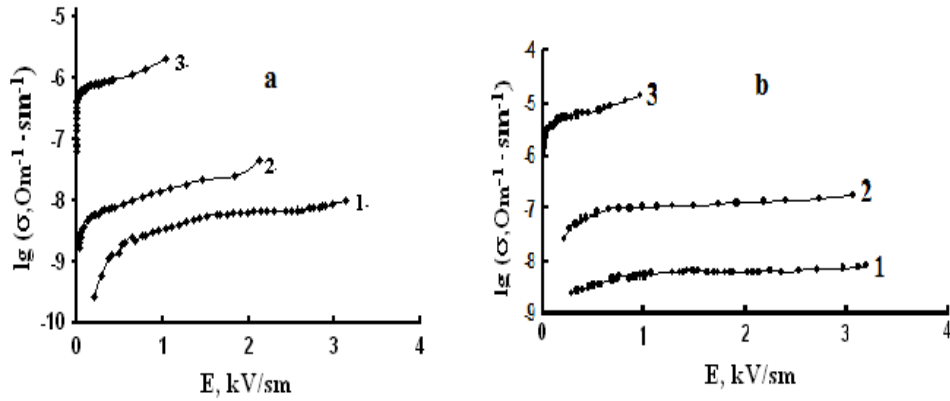 lg (σ, Om⁻¹ · sm⁻¹)
-5
-6
-7
-8
-9
-10
0 1 2 3 4
E, kV/sm
a
3
2
1
lg (σ, Om⁻¹ · sm⁻¹)
4
-5
-6
-7
-8
-9
0 1 2 3 4
E, kV/sm
b
3
2
1